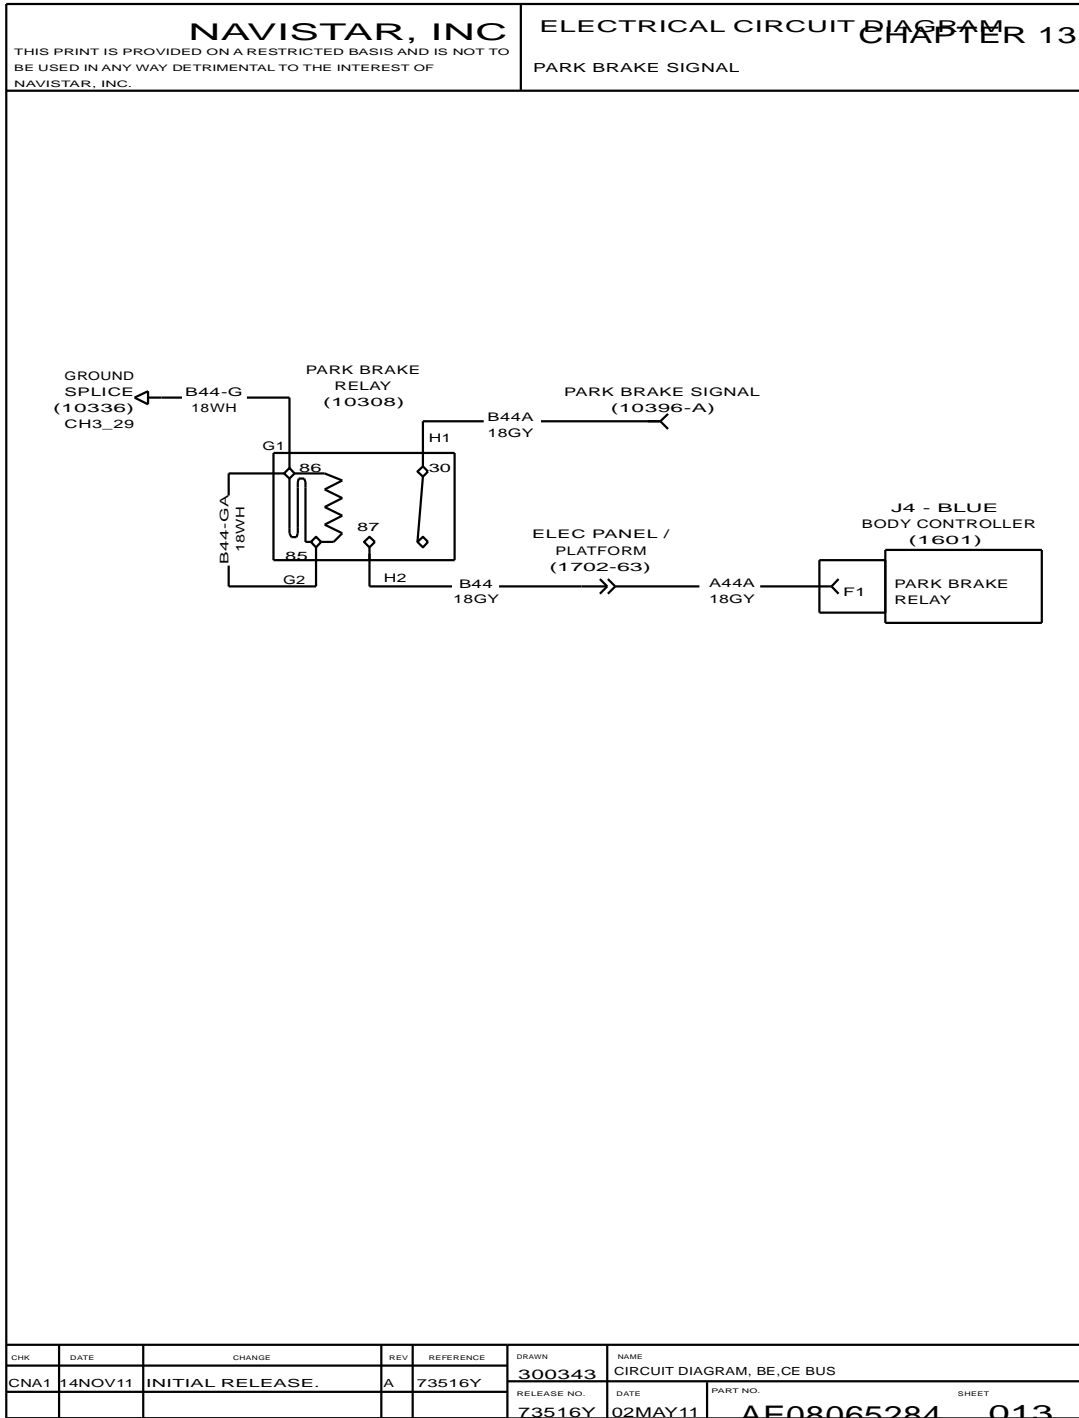 NAVISTAR, INC
THIS PRINT IS PROVIDED ON A RESTRICTED BASIS AND IS NOT TO
BE USED IN ANY WAY DETRIMENTAL TO THE INTEREST OF
NAVISTAR, INC.
ELECTRICAL CIRCUIT DIAGRAM
CHAPTER 13
PARK BRAKE SIGNAL
GROUND
SPLICE
(10336)
CH3_29
B44-G
18WH
PARK BRAKE
RELAY
(10308)
PARK BRAKE SIGNAL
(10396-A)
B44A
18GY
H1
G1
86
30
B44-GA
18WH
87
85
G2
H2
B44
18GY
ELEC PANEL /
PLATFORM
(1702-63)
A44A
18GY
J4 - BLUE
BODY CONTROLLER
(1601)
F1
PARK BRAKE
RELAY
CHK DATE CHANGE REV REFERENCE
CNA1 14NOV11 INITIAL RELEASE. A 73516Y
DRAWN
300343
NAME
CIRCUIT DIAGRAM, BE,CE BUS
RELEASE NO.
73516Y
DATE
02MAY11
PART NO.
AE08065284
SHEET
013